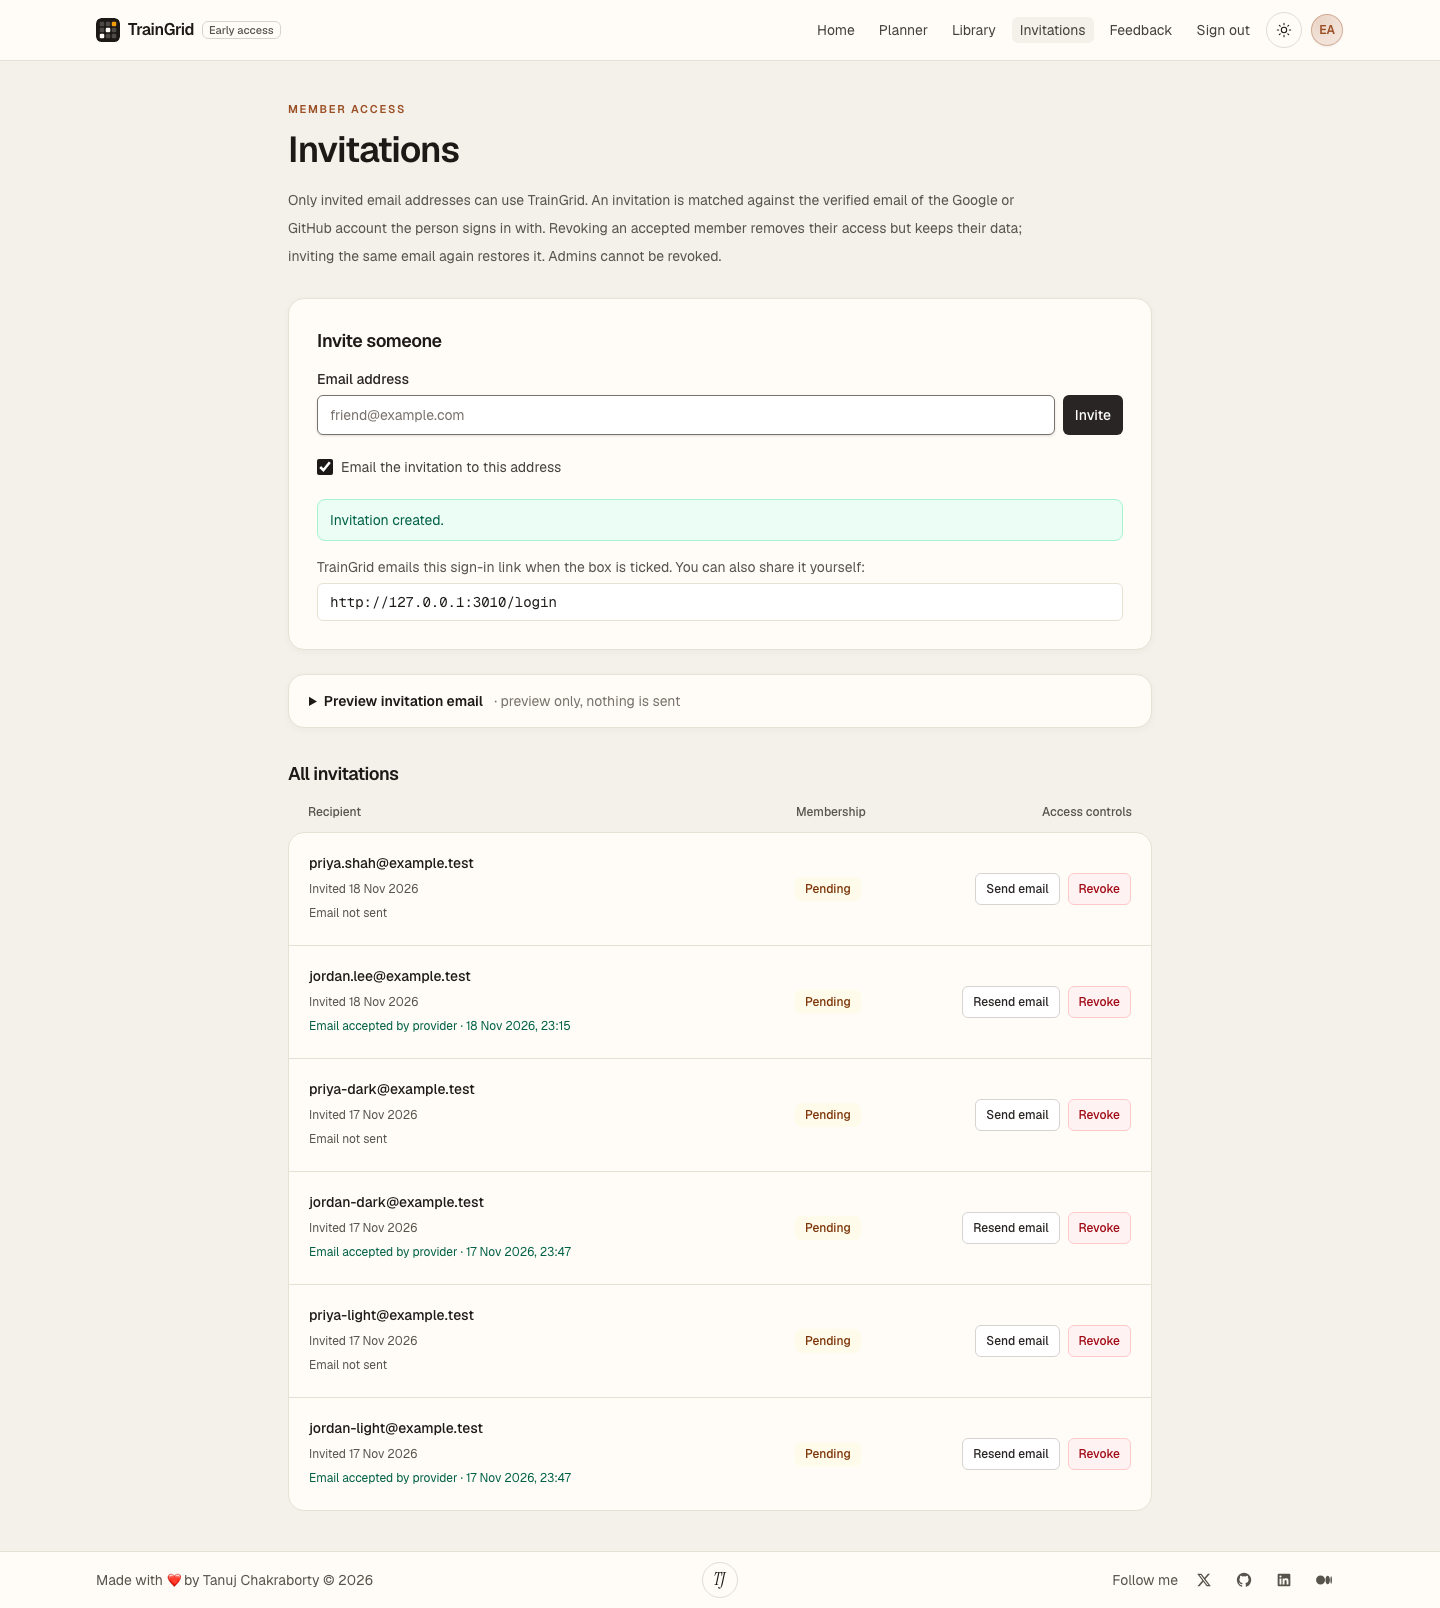 TrainGrid Early access Home Planner Library Invitations Feedback Sign out EA
MEMBER ACCESS
Invitations
Only invited email addresses can use TrainGrid. An invitation is matched against the verified email of the Google or
GitHub account the person signs in with. Revoking an accepted member removes their access but keeps their data;
inviting the same email again restores it. Admins cannot be revoked.
Invite someone
Email address
friend@example.com Invite
Email the invitation to this address
Invitation created.
TrainGrid emails this sign-in link when the box is ticked. You can also share it yourself:
http://127.0.0.1:3010/login
Preview invitation email · preview only, nothing is sent
All invitations
Recipient Membership Access controls
priya.shah@example.test
Invited 18 Nov 2026 Pending Send email Revoke
Email not sent
jordan.lee@example.test
Invited 18 Nov 2026 Pending Resend email Revoke
Email accepted by provider · 18 Nov 2026, 23:15
priya-dark@example.test
Invited 17 Nov 2026 Pending Send email Revoke
Email not sent
jordan-dark@example.test
Invited 17 Nov 2026 Pending Resend email Revoke
Email accepted by provider · 17 Nov 2026, 23:47
priya-light@example.test
Invited 17 Nov 2026 Pending Send email Revoke
Email not sent
jordan-light@example.test
Invited 17 Nov 2026 Pending Resend email Revoke
Email accepted by provider · 17 Nov 2026, 23:47
Made with ❤️ by Tanuj Chakraborty © 2026 TJ Follow me